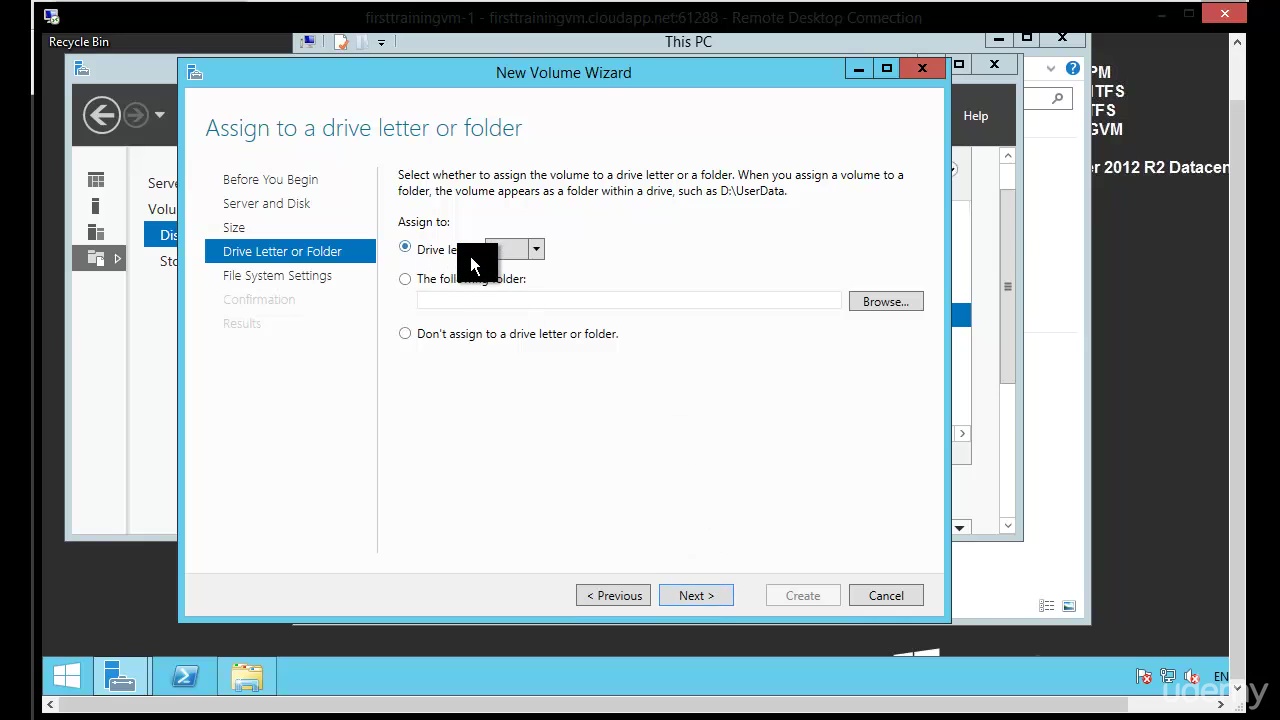 firsttrainingvm-1 - firsttrainingvm.cloudapp.net:61288 - Remote Desktop Connection
Recycle Bin
This PC
New Volume Wizard
Help
PM
TFS
GVM
2012 R2 Datacen
Assign to a drive letter or folder
Before You Begin
Server and Disk
Size
Drive Letter or Folder
File System Settings
Confirmation
Results
Select whether to assign the volume to a drive letter or a folder. When you assign a volume to a
folder, the volume appears as a folder within a drive, such as D:\UserData.
Assign to:
Drive le
The following folder:
Browse...
Don't assign to a drive letter or folder.
Serve
Volu
Dis
Sto
< Previous
Next >
Create
Cancel
EN
udemy